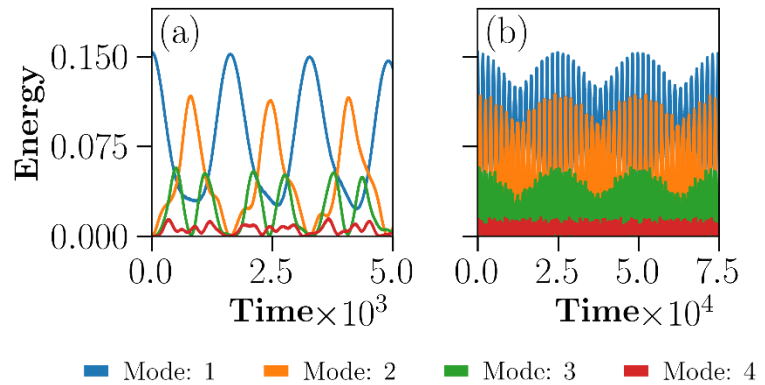 (a) (b)
Energy
0.150
0.075
0.000
0.0 2.5 5.0 0.0 2.5 5.0 7.5
Time×10³ Time×10⁴
Mode: 1 Mode: 2 Mode: 3 Mode: 4